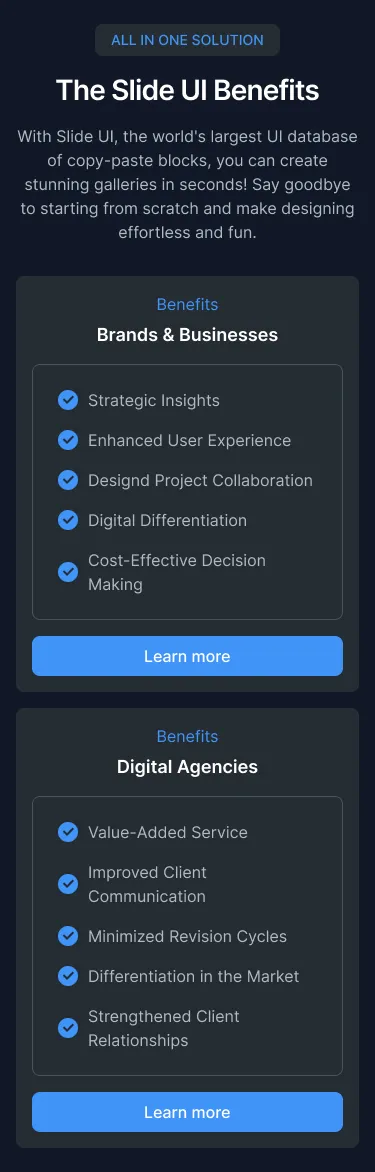 ALL IN ONE SOLUTION
The Slide UI Benefits
With Slide UI, the world's largest UI database
of copy-paste blocks, you can create
stunning galleries in seconds! Say goodbye
to starting from scratch and make designing
effortless and fun.
Benefits
Brands & Businesses
Strategic Insights
Enhanced User Experience
Designd Project Collaboration
Digital Differentiation
Cost-Effective Decision
Making
Learn more
Benefits
Digital Agencies
Value-Added Service
Improved Client
Communication
Minimized Revision Cycles
Differentiation in the Market
Strengthened Client
Relationships
Learn more